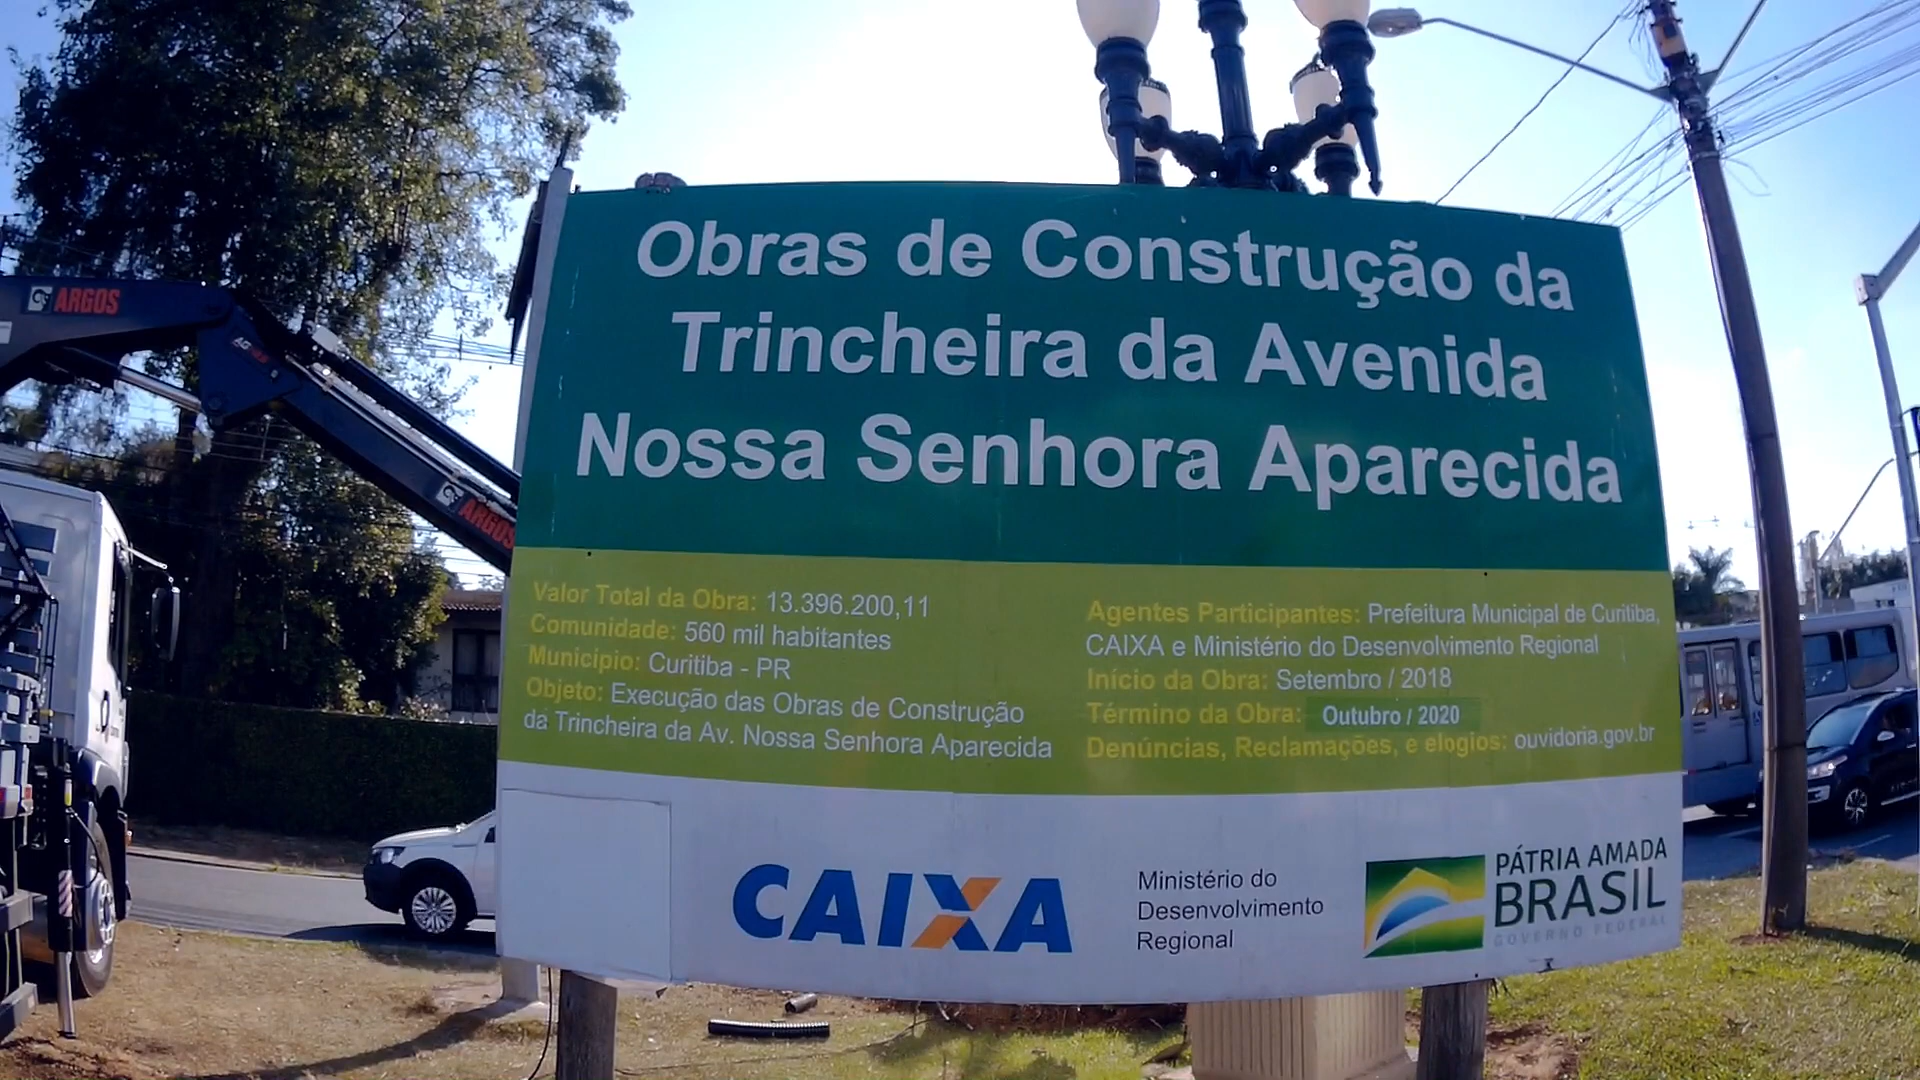 ARGOS
ARGOS
Obras de Construção da
Trincheira da Avenida
Nossa Senhora Aparecida
Valor Total da Obra: 13.396.200,11
Comunidade: 560 mil habitantes
Município: Curitiba - PR
Objeto: Execução das Obras de Construção
da Trincheira da Av. Nossa Senhora Aparecida
Agentes Participantes: Prefeitura Municipal de Curitiba,
CAIXA e Ministério do Desenvolvimento Regional
Início da Obra: Setembro / 2018
Término da Obra: Outubro / 2020
Denúncias, Reclamações, e elogios: ouvidoria.gov.br
CAIXA
Ministério do
Desenvolvimento
Regional
PÁTRIA AMADA
BRASIL
GOVERNO FEDERAL